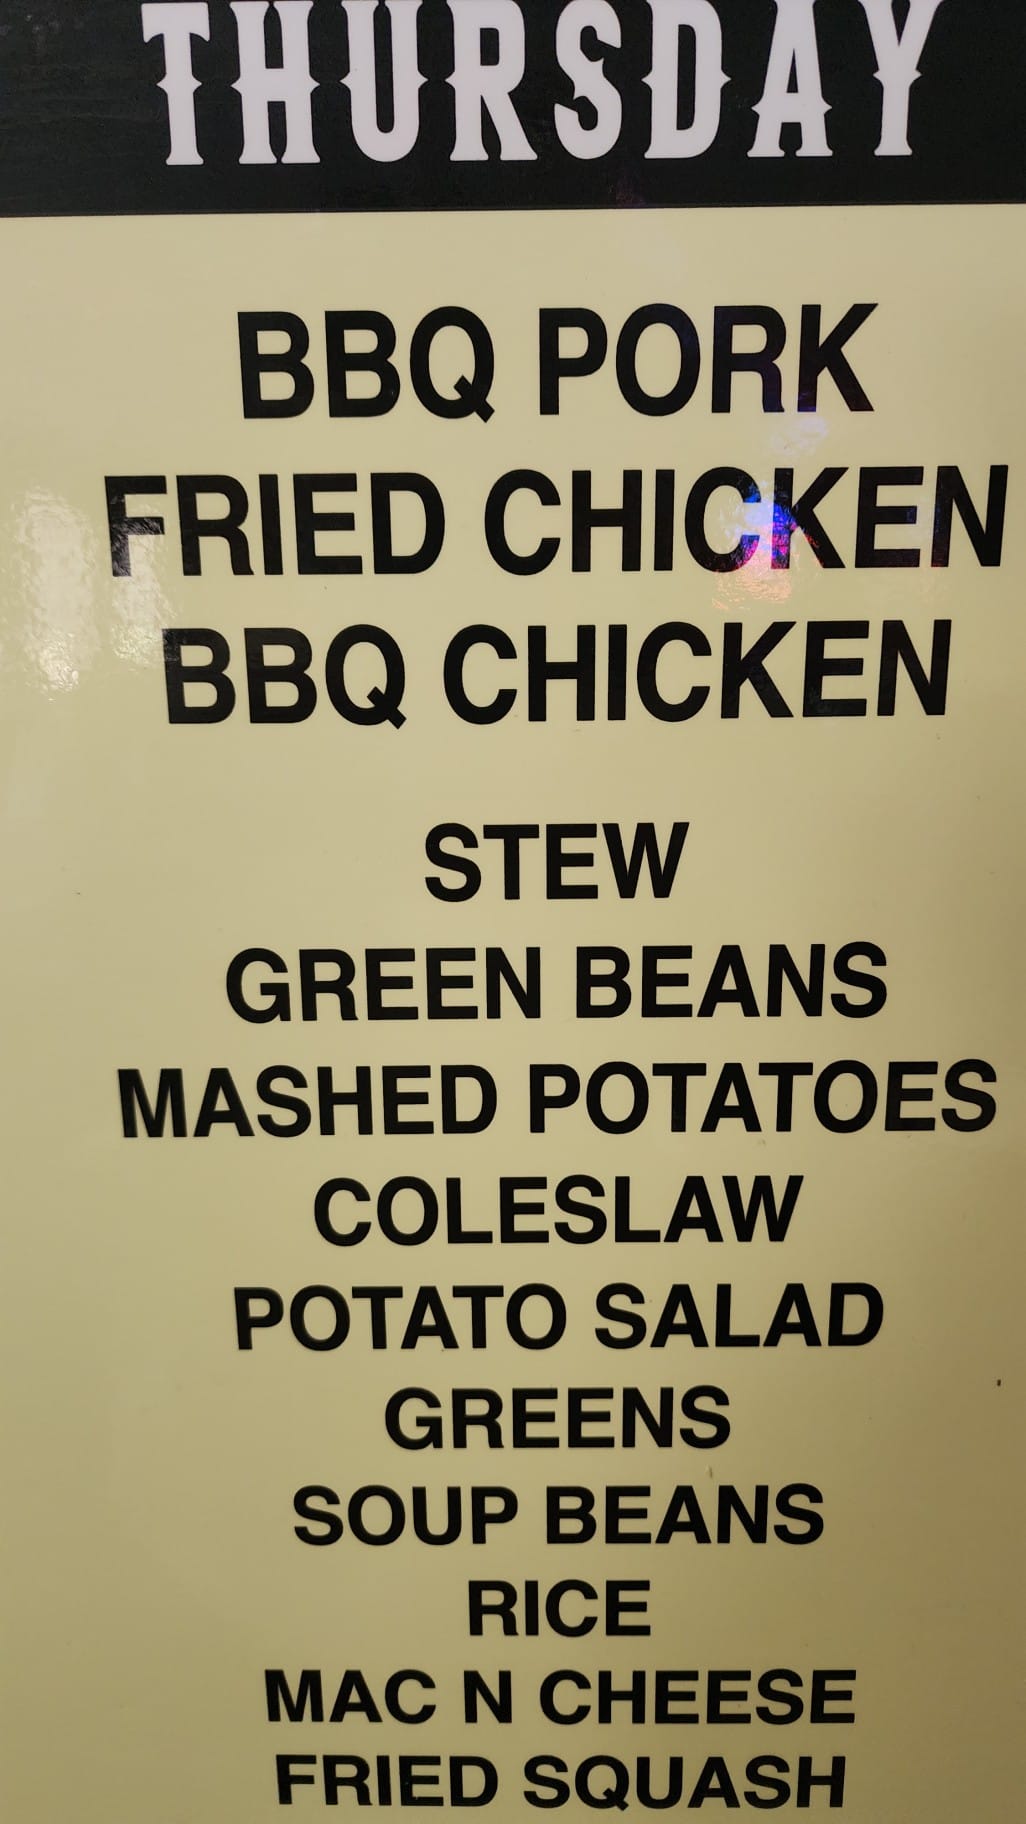 THURSDAY
BBQ PORK
FRIED CHICKEN
BBQ CHICKEN
STEW
GREEN BEANS
MASHED POTATOES
COLESLAW
POTATO SALAD
GREENS
SOUP BEANS
RICE
MAC N CHEESE
FRIED SQUASH